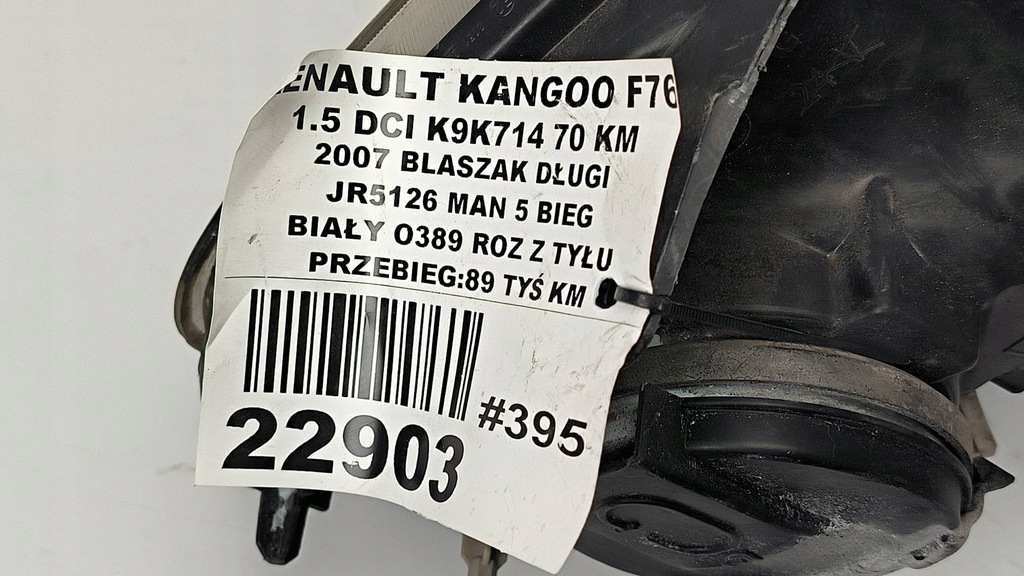 ENAULT KANGOO F76
1.5 DCI K9K714 70 KM
2007 BLASZAK DŁUGI
JR5126 MAN 5 BIEG
BIAŁY O389 ROZ Z TYŁU
PRZEBIEG:89 TYŚ KM
#395
22903